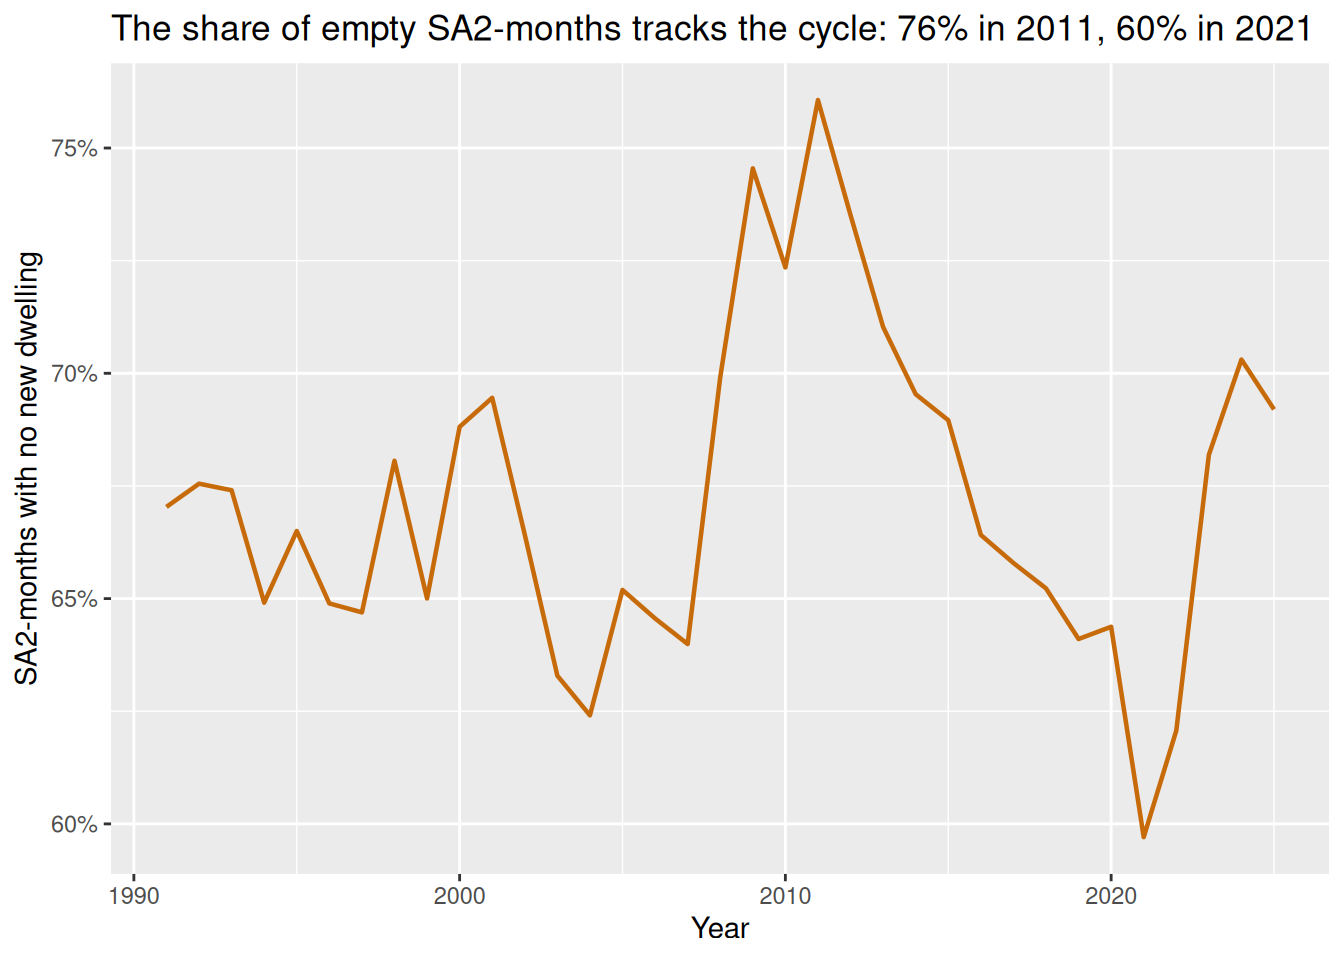 The share of empty SA2-months tracks the cycle: 76% in 2011, 60% in 2021
SA2-months with no new dwelling
75%
70%
65%
60%
1990
2000
2010
2020
Year